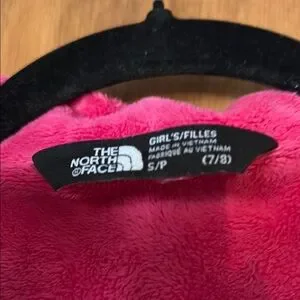 THE
NORTH
FACE
GIRL'S/FILLES
MADE IN VIETNAM
FABRIQUÉ AU VIETNAM
S/P (7/8)